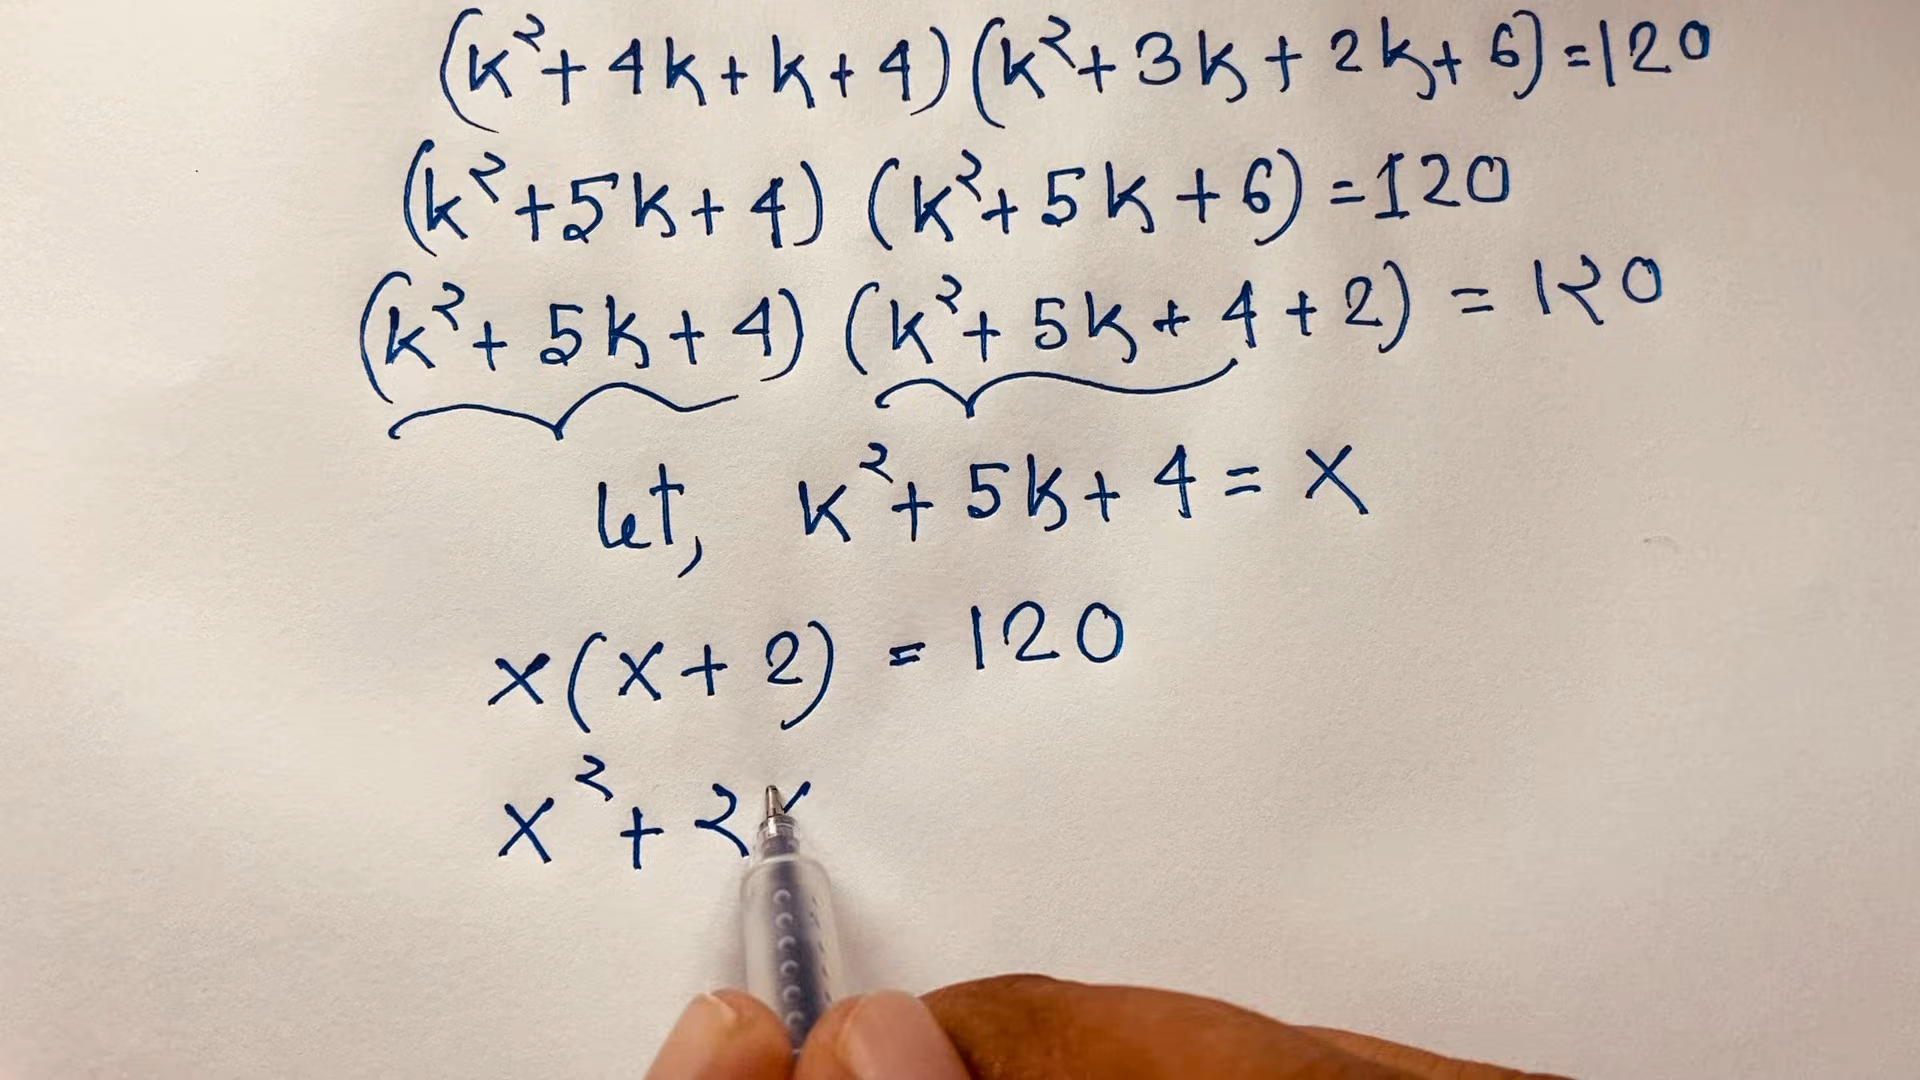 (k²+4k+k+4)(k²+3k+2k+6)=120
(k²+5k+4) (k²+5k+6)=120
(k²+5k+4) (k²+5k+4+2) = 120
let, k²+5k+4 = x
x(x+2) = 120
x²+2x